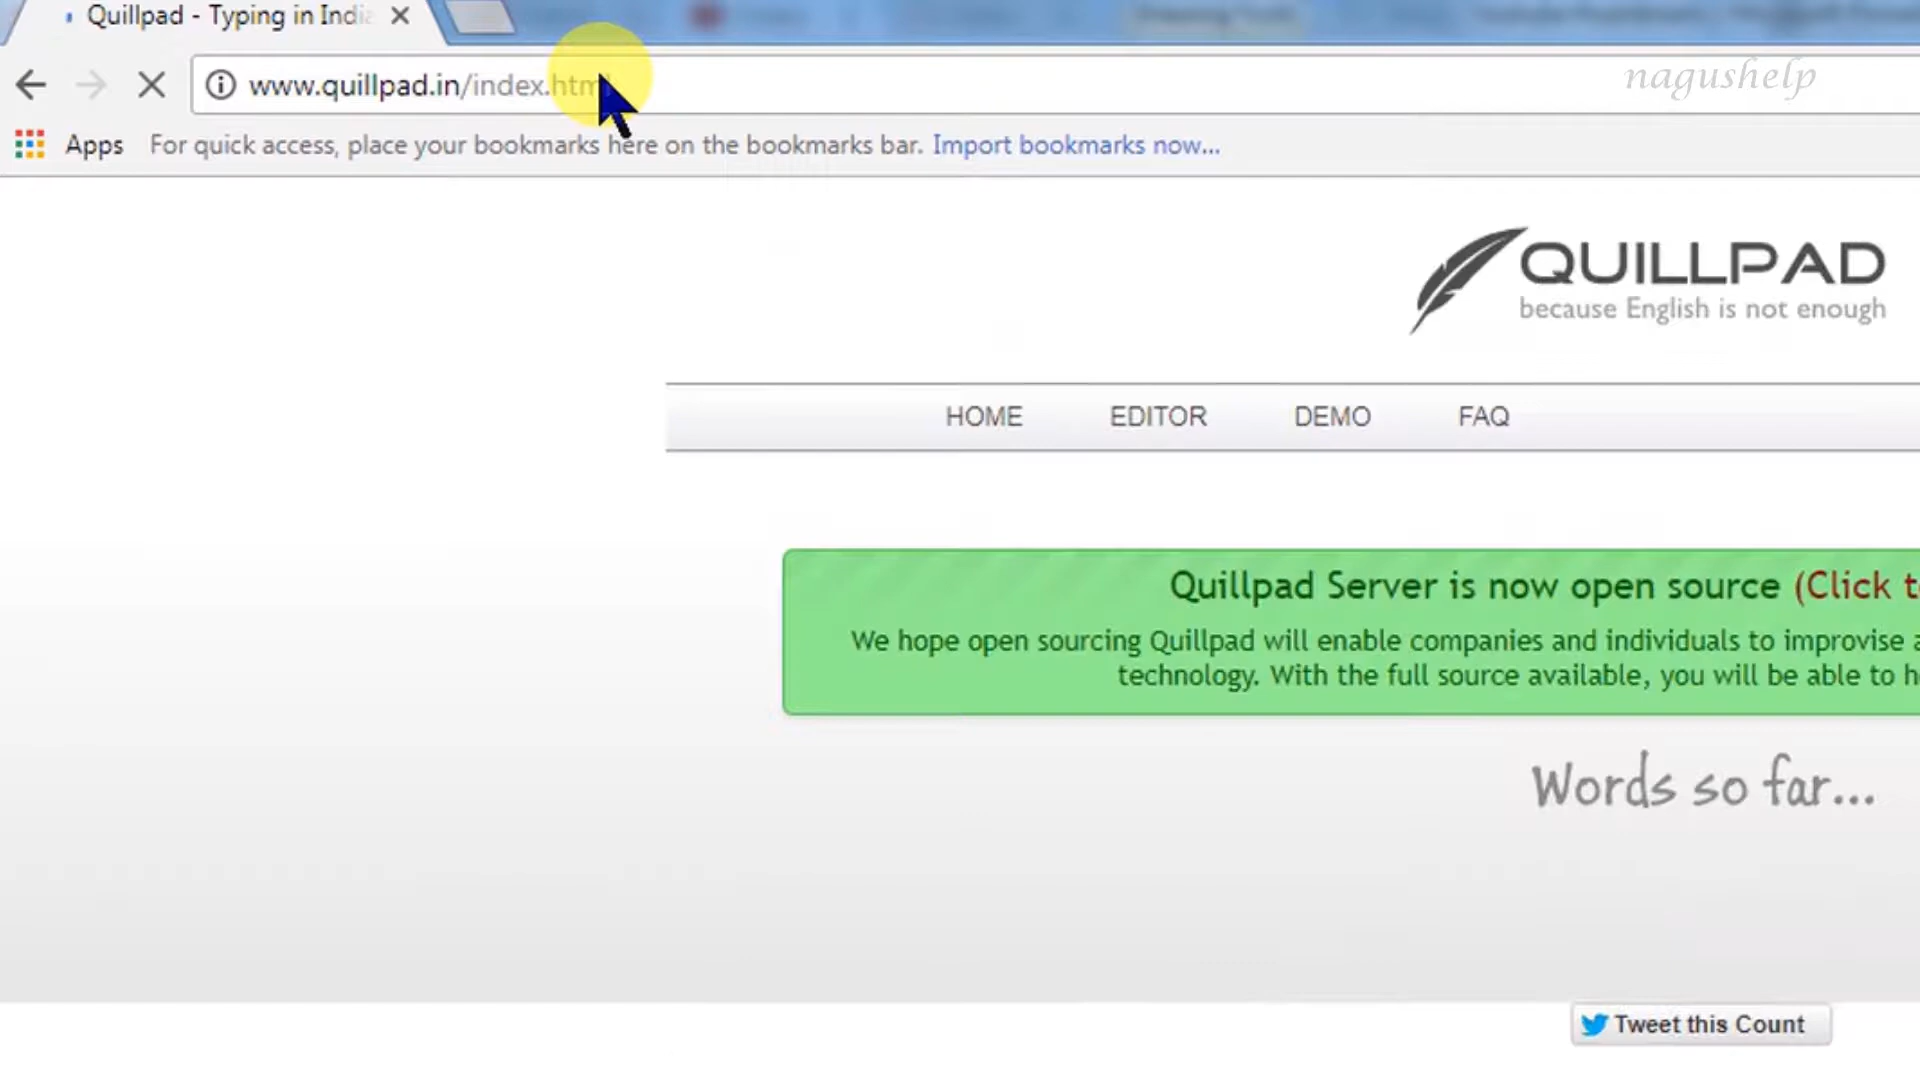 Quillpad - Typing in India
www.quillpad.in/index.html
nagushelp
Apps For quick access, place your bookmarks here on the bookmarks bar. Import bookmarks now...
QUILLPAD
because English is not enough
HOME EDITOR DEMO FAQ
Quillpad Server is now open source (Click
We hope open sourcing Quillpad will enable companies and individuals to improvise
technology. With the full source available, you will be able to
Words so far...
Tweet this Count